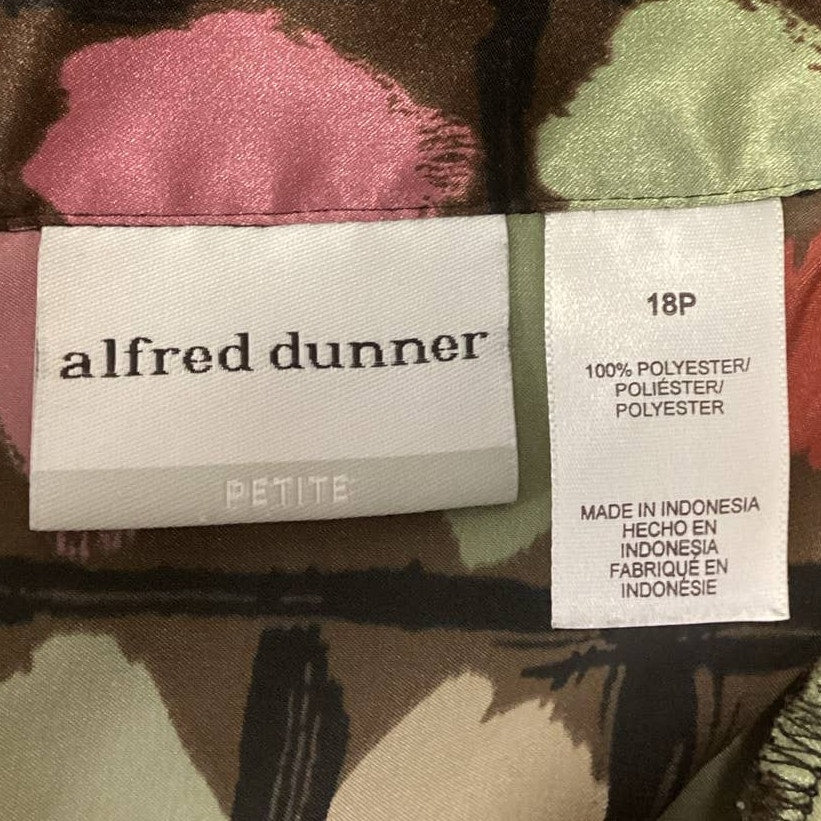 alfred dunner
PETITE
18P
100% POLYESTER/
POLIÉSTER/
POLYESTER
MADE IN INDONESIA
HECHO EN
INDONESIA
FABRIQUÉ EN
INDONÉSIE